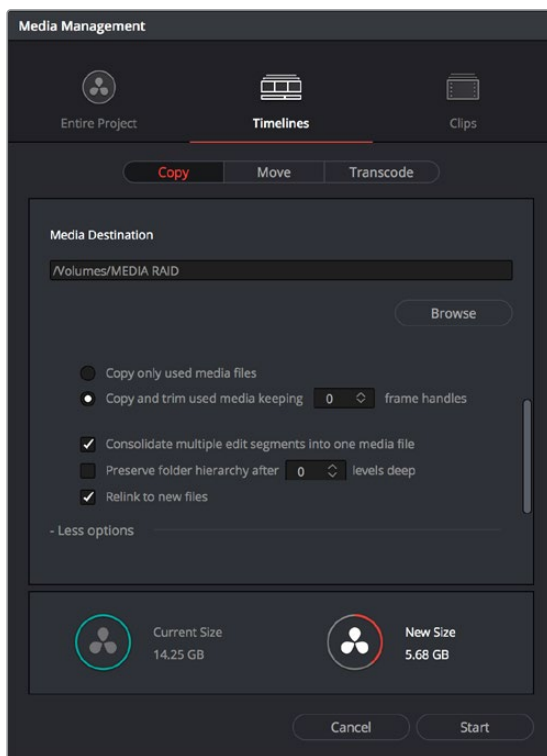 Media Management
Entire Project
Timelines
Clips
Copy
Move
Transcode
Media Destination
/Volumes/MEDIA RAID
Browse
Copy only used media files
Copy and trim used media keeping 0 frame handles
Consolidate multiple edit segments into one media file
Preserve folder hierarchy after 0 levels deep
Relink to new files
- Less options
Current Size
14.25 GB
New Size
5.68 GB
Cancel
Start